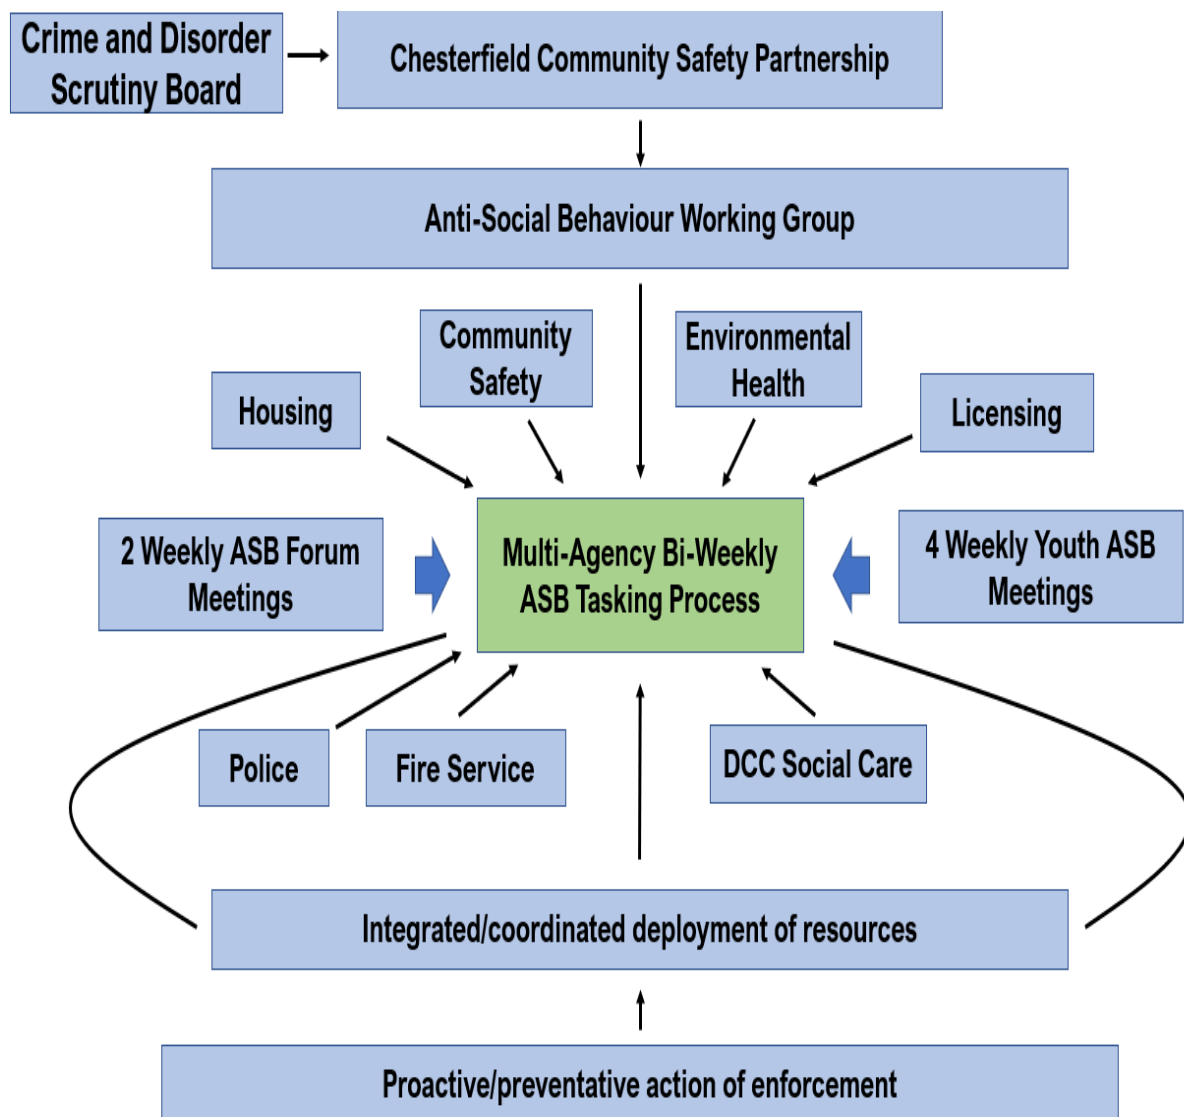 Crime and Disorder
Scrutiny Board
Chesterfield Community Safety Partnership
Anti-Social Behaviour Working Group
Community
Safety
Environmental
Health
Housing
Licensing
2 Weekly ASB Forum
Meetings
Multi-Agency Bi-Weekly
ASB Tasking Process
4 Weekly Youth ASB
Meetings
Police
Fire Service
DCC Social Care
Integrated/coordinated deployment of resources
Proactive/preventative action of enforcement